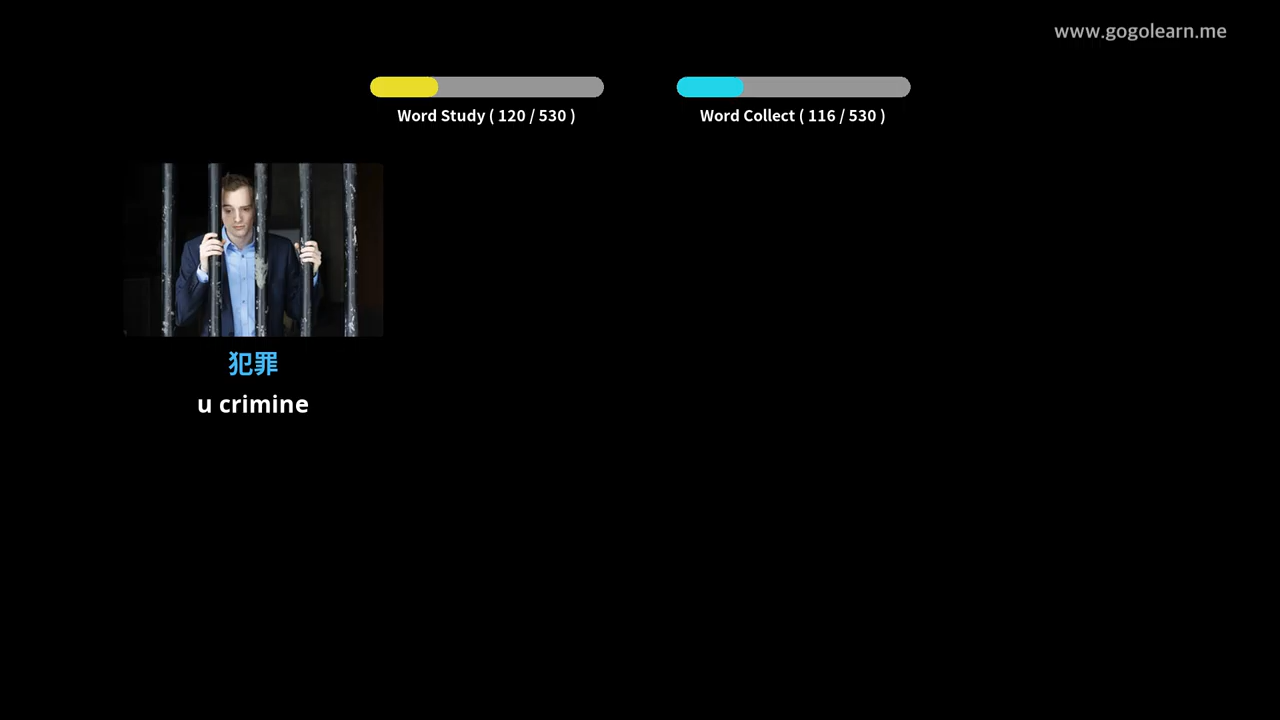 www.gogolearn.me
Word Study ( 120 / 530 )
Word Collect ( 116 / 530 )
犯罪
u crimine